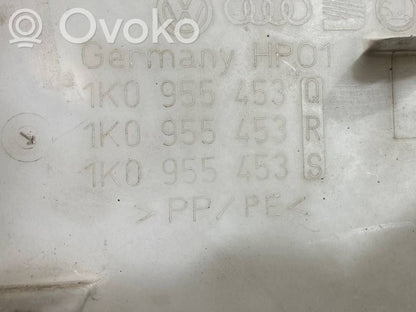 Ovoko
Germany HP01
1K0 955 453 Q
1K0 955 453 R
1K0 955 453 S
>PP/PE<